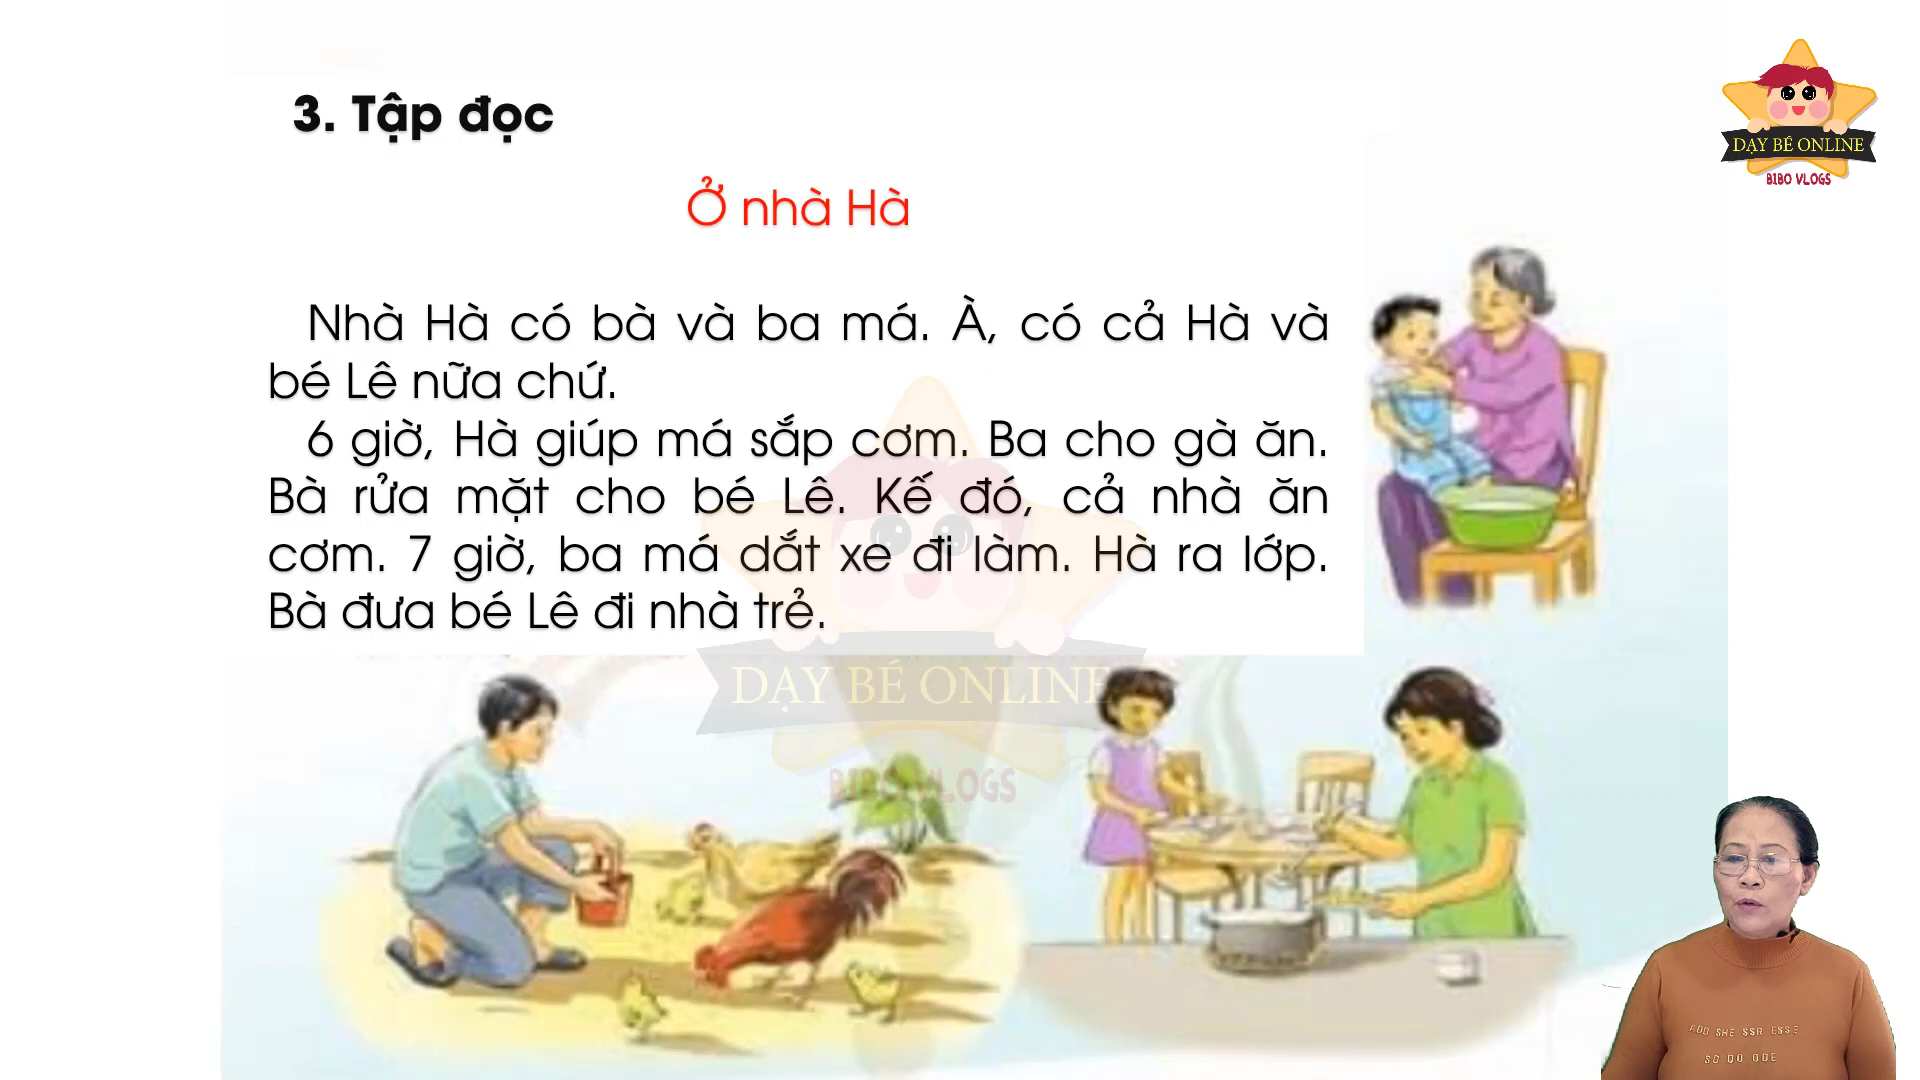 3. Tập đọc
Ở nhà Hà
Nhà Hà có bà và ba má. À, có cả Hà và
bé Lê nữa chứ.
6 giờ, Hà giúp má sắp cơm. Ba cho gà ăn.
Bà rửa mặt cho bé Lê. Kế đó, cả nhà ăn
cơm. 7 giờ, ba má dắt xe đi làm. Hà ra lớp.
Bà đưa bé Lê đi nhà trẻ.
DẠY BÉ ONLINE
BIBO VLOGS
DẠY BÉ ONLINE
BIBO VLOGS